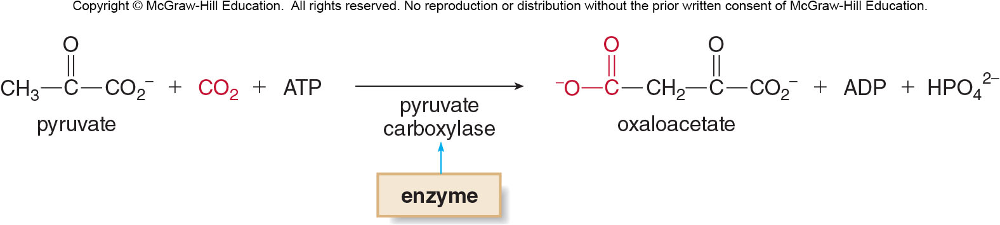 Copyright © McGraw-Hill Education.  All rights reserved. No reproduction or distribution without the prior written consent of McGraw-Hill Education.
O O O
CH₃—C—CO₂⁻ + CO₂ + ATP ⁻O—C—CH₂—C—CO₂⁻ + ADP + HPO₄²⁻
pyruvate
carboxylase
pyruvate oxaloacetate
enzyme